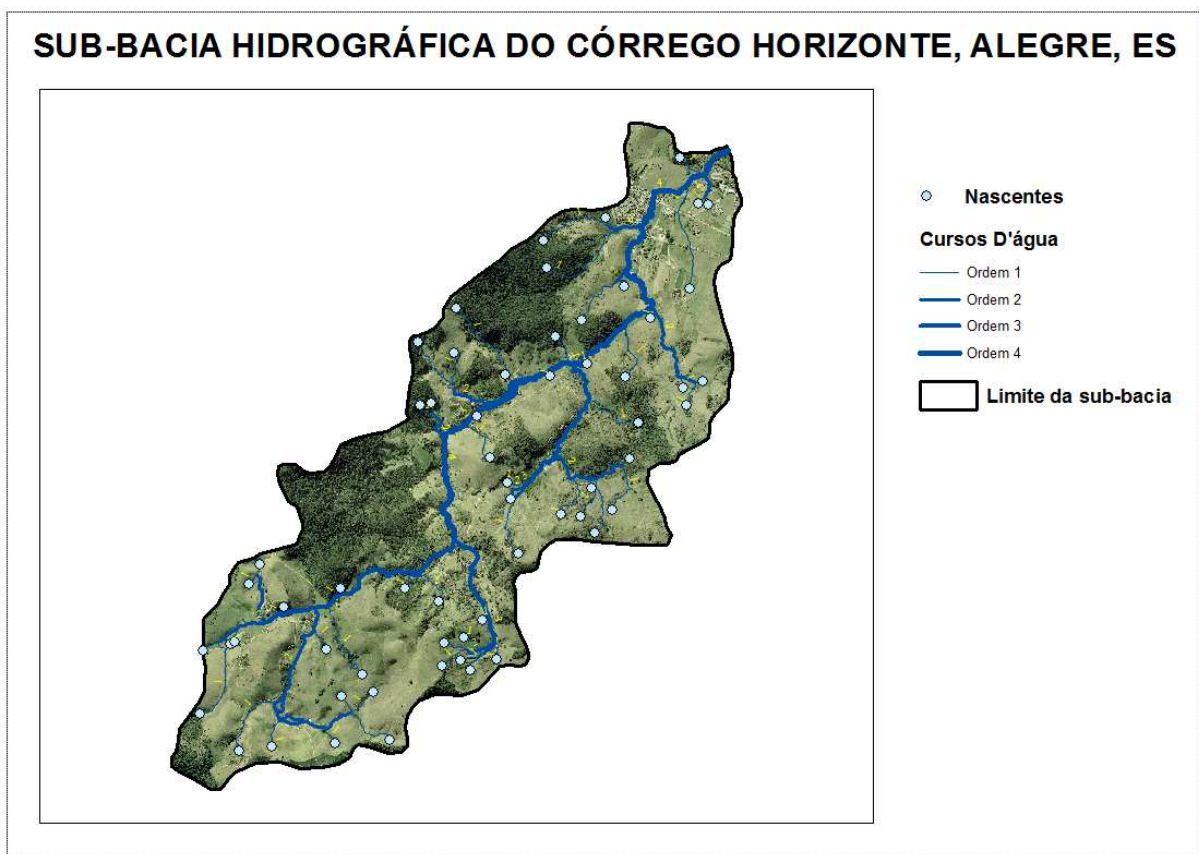 SUB-BACIA HIDROGRÁFICA DO CÓRREGO HORIZONTE, ALEGRE, ES
Nascentes
Cursos D'água
Ordem 1
Ordem 2
Ordem 3
Ordem 4
Limite da sub-bacia